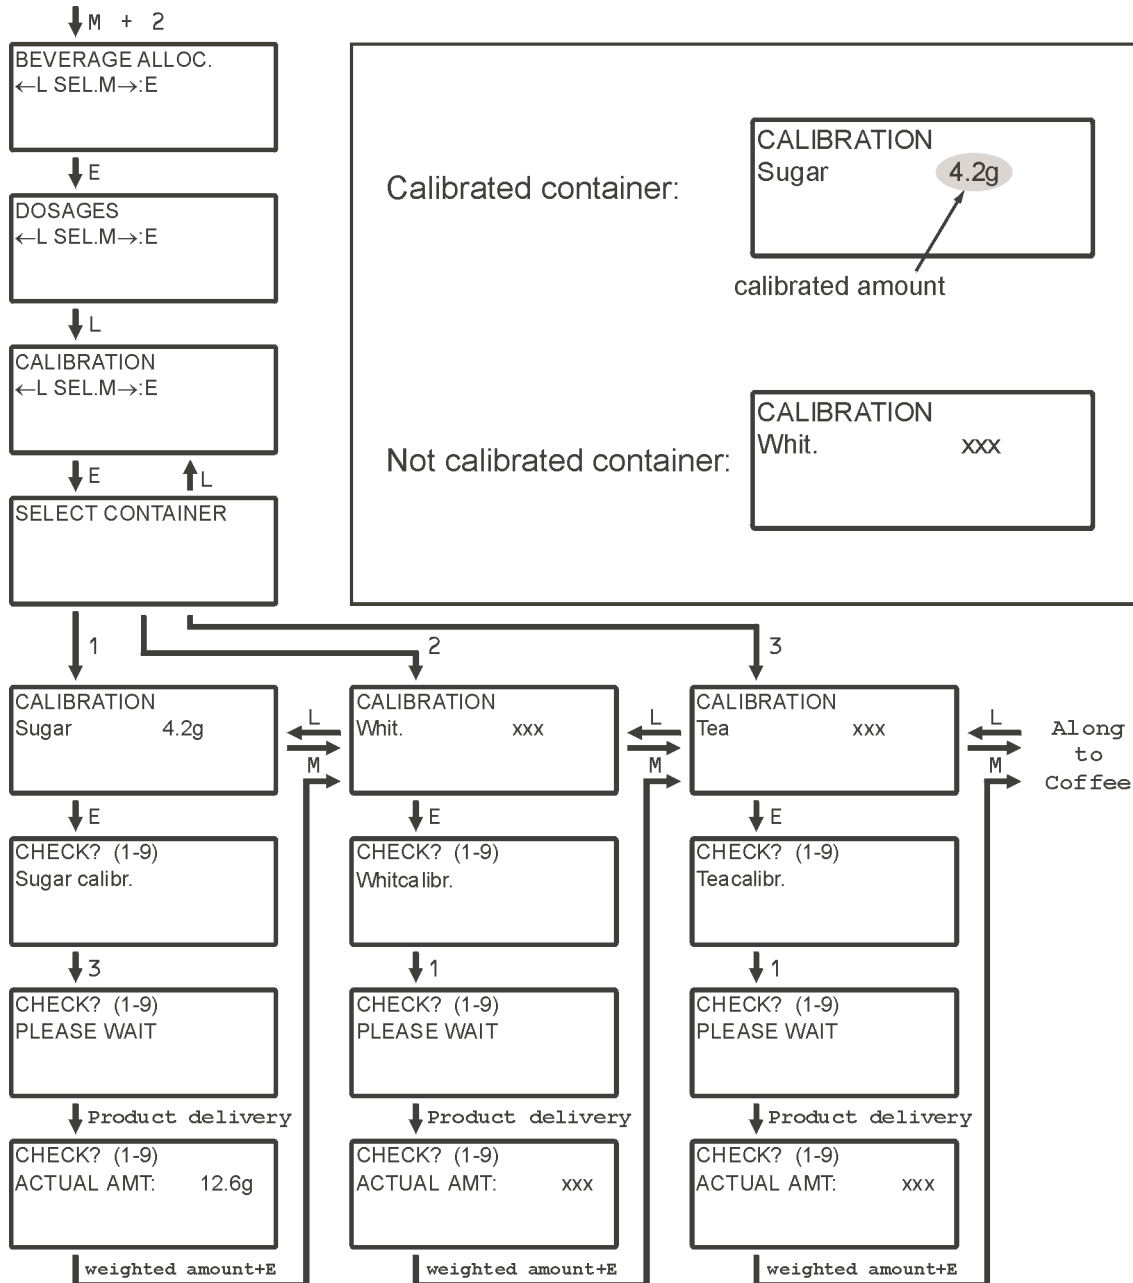 M + 2
BEVERAGE ALLOC.
←L SEL.M→:E
E
DOSAGES
←L SEL.M→:E
L
CALIBRATION
←L SEL.M→:E
E
L
SELECT CONTAINER
Calibrated container:
CALIBRATION
Sugar 4.2g
calibrated amount
Not calibrated container:
CALIBRATION
Whit. xxx
1
2
3
CALIBRATION
Sugar 4.2g
L
M
CALIBRATION
Whit. xxx
L
M
CALIBRATION
Tea xxx
L
M
Along
to
Coffee
E
CHECK? (1-9)
Sugar calibr.
E
CHECK? (1-9)
Whitcalibr.
E
CHECK? (1-9)
Teacalibr.
3
CHECK? (1-9)
PLEASE WAIT
1
CHECK? (1-9)
PLEASE WAIT
1
CHECK? (1-9)
PLEASE WAIT
Product delivery
CHECK? (1-9)
ACTUAL AMT: 12.6g
Product delivery
CHECK? (1-9)
ACTUAL AMT: xxx
Product delivery
CHECK? (1-9)
ACTUAL AMT: xxx
weighted amount+E
weighted amount+E
weighted amount+E